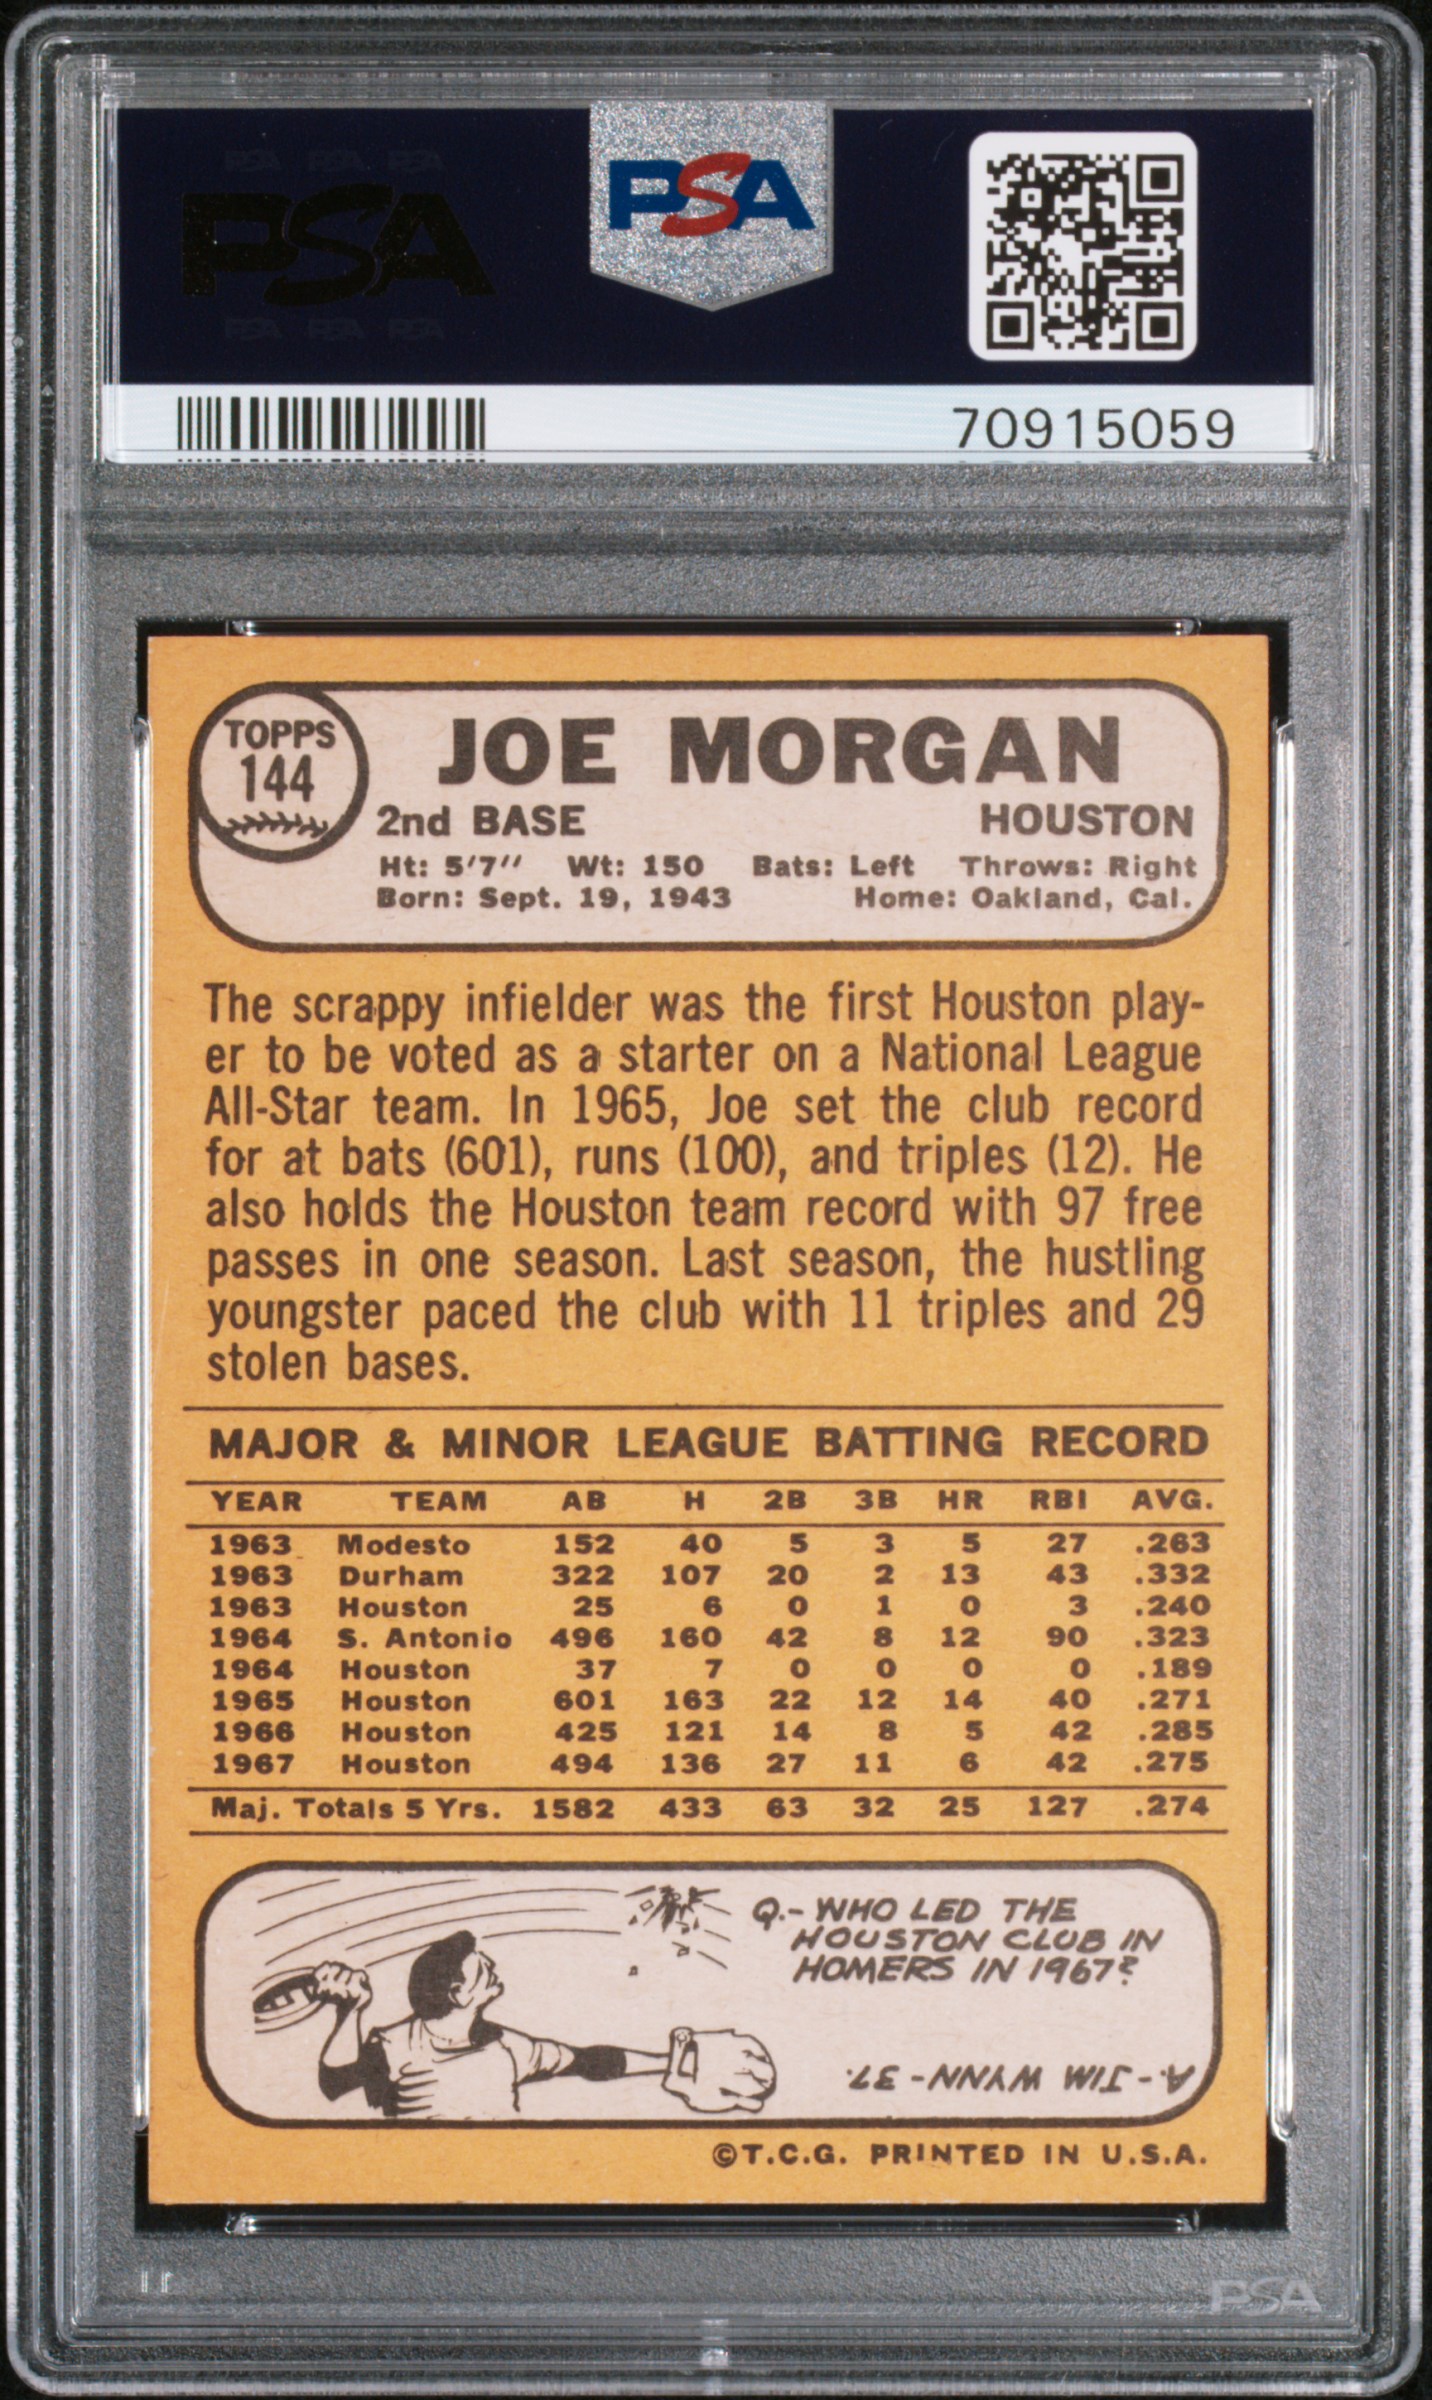 PSA PSA PSA
PSA
PSA PSA PSA
PSA
70915059
TOPPS
144
JOE MORGAN
2nd BASE HOUSTON
Ht: 5'7" Wt: 150 Bats: Left Throws: Right
Born: Sept. 19, 1943 Home: Oakland, Cal.
The scrappy infielder was the first Houston play-
er to be voted as a starter on a National League
All-Star team. In 1965, Joe set the club record
for at bats (601), runs (100), and triples (12). He
also holds the Houston team record with 97 free
passes in one season. Last season, the hustling
youngster paced the club with 11 triples and 29
stolen bases.
MAJOR & MINOR LEAGUE BATTING RECORD
YEAR TEAM AB H 2B 3B HR RBI AVG.
1963 Modesto 152 40 5 3 5 27 .263
1963 Durham 322 107 20 2 13 43 .332
1963 Houston 25 6 0 1 0 3 .240
1964 S. Antonio 496 160 42 8 12 90 .323
1964 Houston 37 7 0 0 0 0 .189
1965 Houston 601 163 22 12 14 40 .271
1966 Houston 425 121 14 8 5 42 .285
1967 Houston 494 136 27 11 6 42 .275
Maj. Totals 5 Yrs. 1582 433 63 32 25 127 .274
Q.- WHO LED THE
HOUSTON CLUB IN
HOMERS IN 1967?
A.- JIM WYNN - 37.
©T.C.G. PRINTED IN U.S.A.
PSA